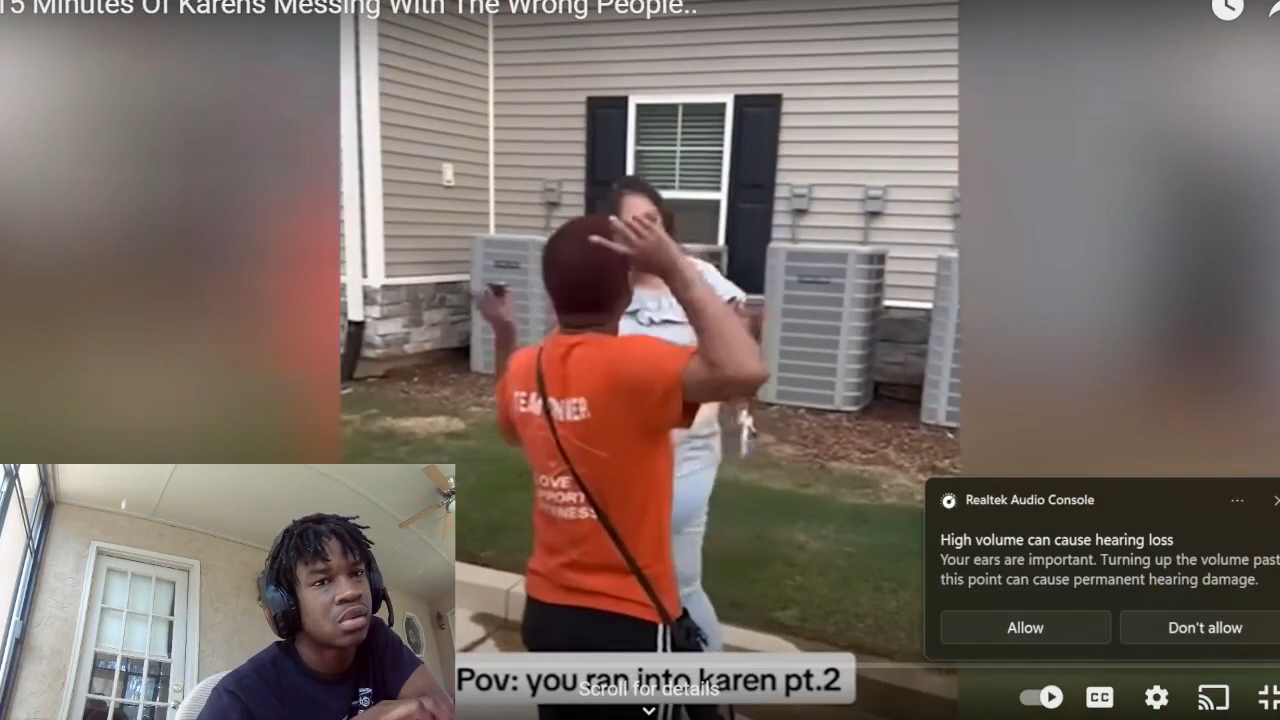 15 Minutes Of Karens Messing With The Wrong People..
LOVE
Realtek Audio Console
High volume can cause hearing loss
Your ears are important. Turning up the volume past
this point can cause permanent hearing damage.
Allow
Don't allow
Pov: you ran into karen pt.2
Scroll for details
CC